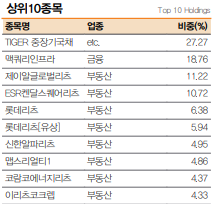 상위10종목 Top 10 Holdings
종목명 업종 비중(%)
TIGER 중장기국채 etc. 27.27
맥쿼리인프라 금융 18.76
제이알글로벌리츠 부동산 11.22
ESR켄달스퀘어리츠 부동산 10.72
롯데리츠 부동산 6.38
롯데리츠[유상] 부동산 5.94
신한알파리츠 부동산 4.95
맵스리얼티1 부동산 4.86
코람코에너지리츠 부동산 4.37
이리츠코크렙 부동산 4.33